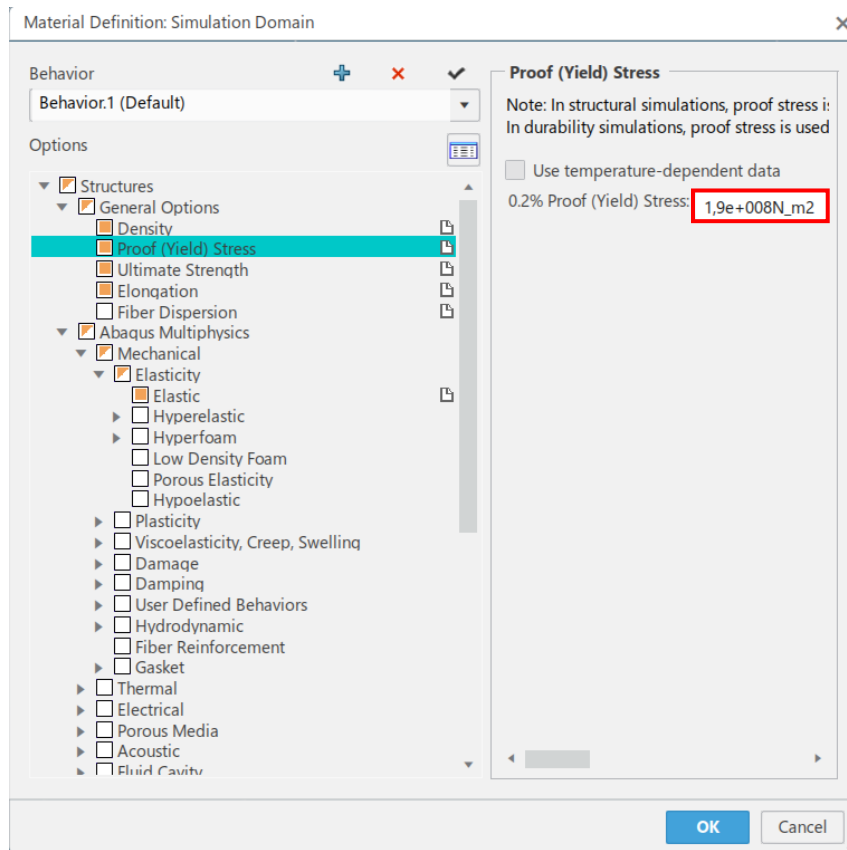 Material Definition: Simulation Domain
Behavior
Behavior.1 (Default)
Options
Structures
General Options
Density
Proof (Yield) Stress
Ultimate Strength
Elongation
Fiber Dispersion
Abaqus Multiphysics
Mechanical
Elasticity
Elastic
Hyperelastic
Hyperfoam
Low Density Foam
Porous Elasticity
Hypoelastic
Plasticity
Viscoelasticity, Creep, Swelling
Damage
Damping
User Defined Behaviors
Hydrodynamic
Fiber Reinforcement
Gasket
Thermal
Electrical
Porous Media
Acoustic
Fluid Cavity
Proof (Yield) Stress
Note: In structural simulations, proof stress is
In durability simulations, proof stress is used
Use temperature-dependent data
0.2% Proof (Yield) Stress: 1,9e+008N_m2
OK Cancel